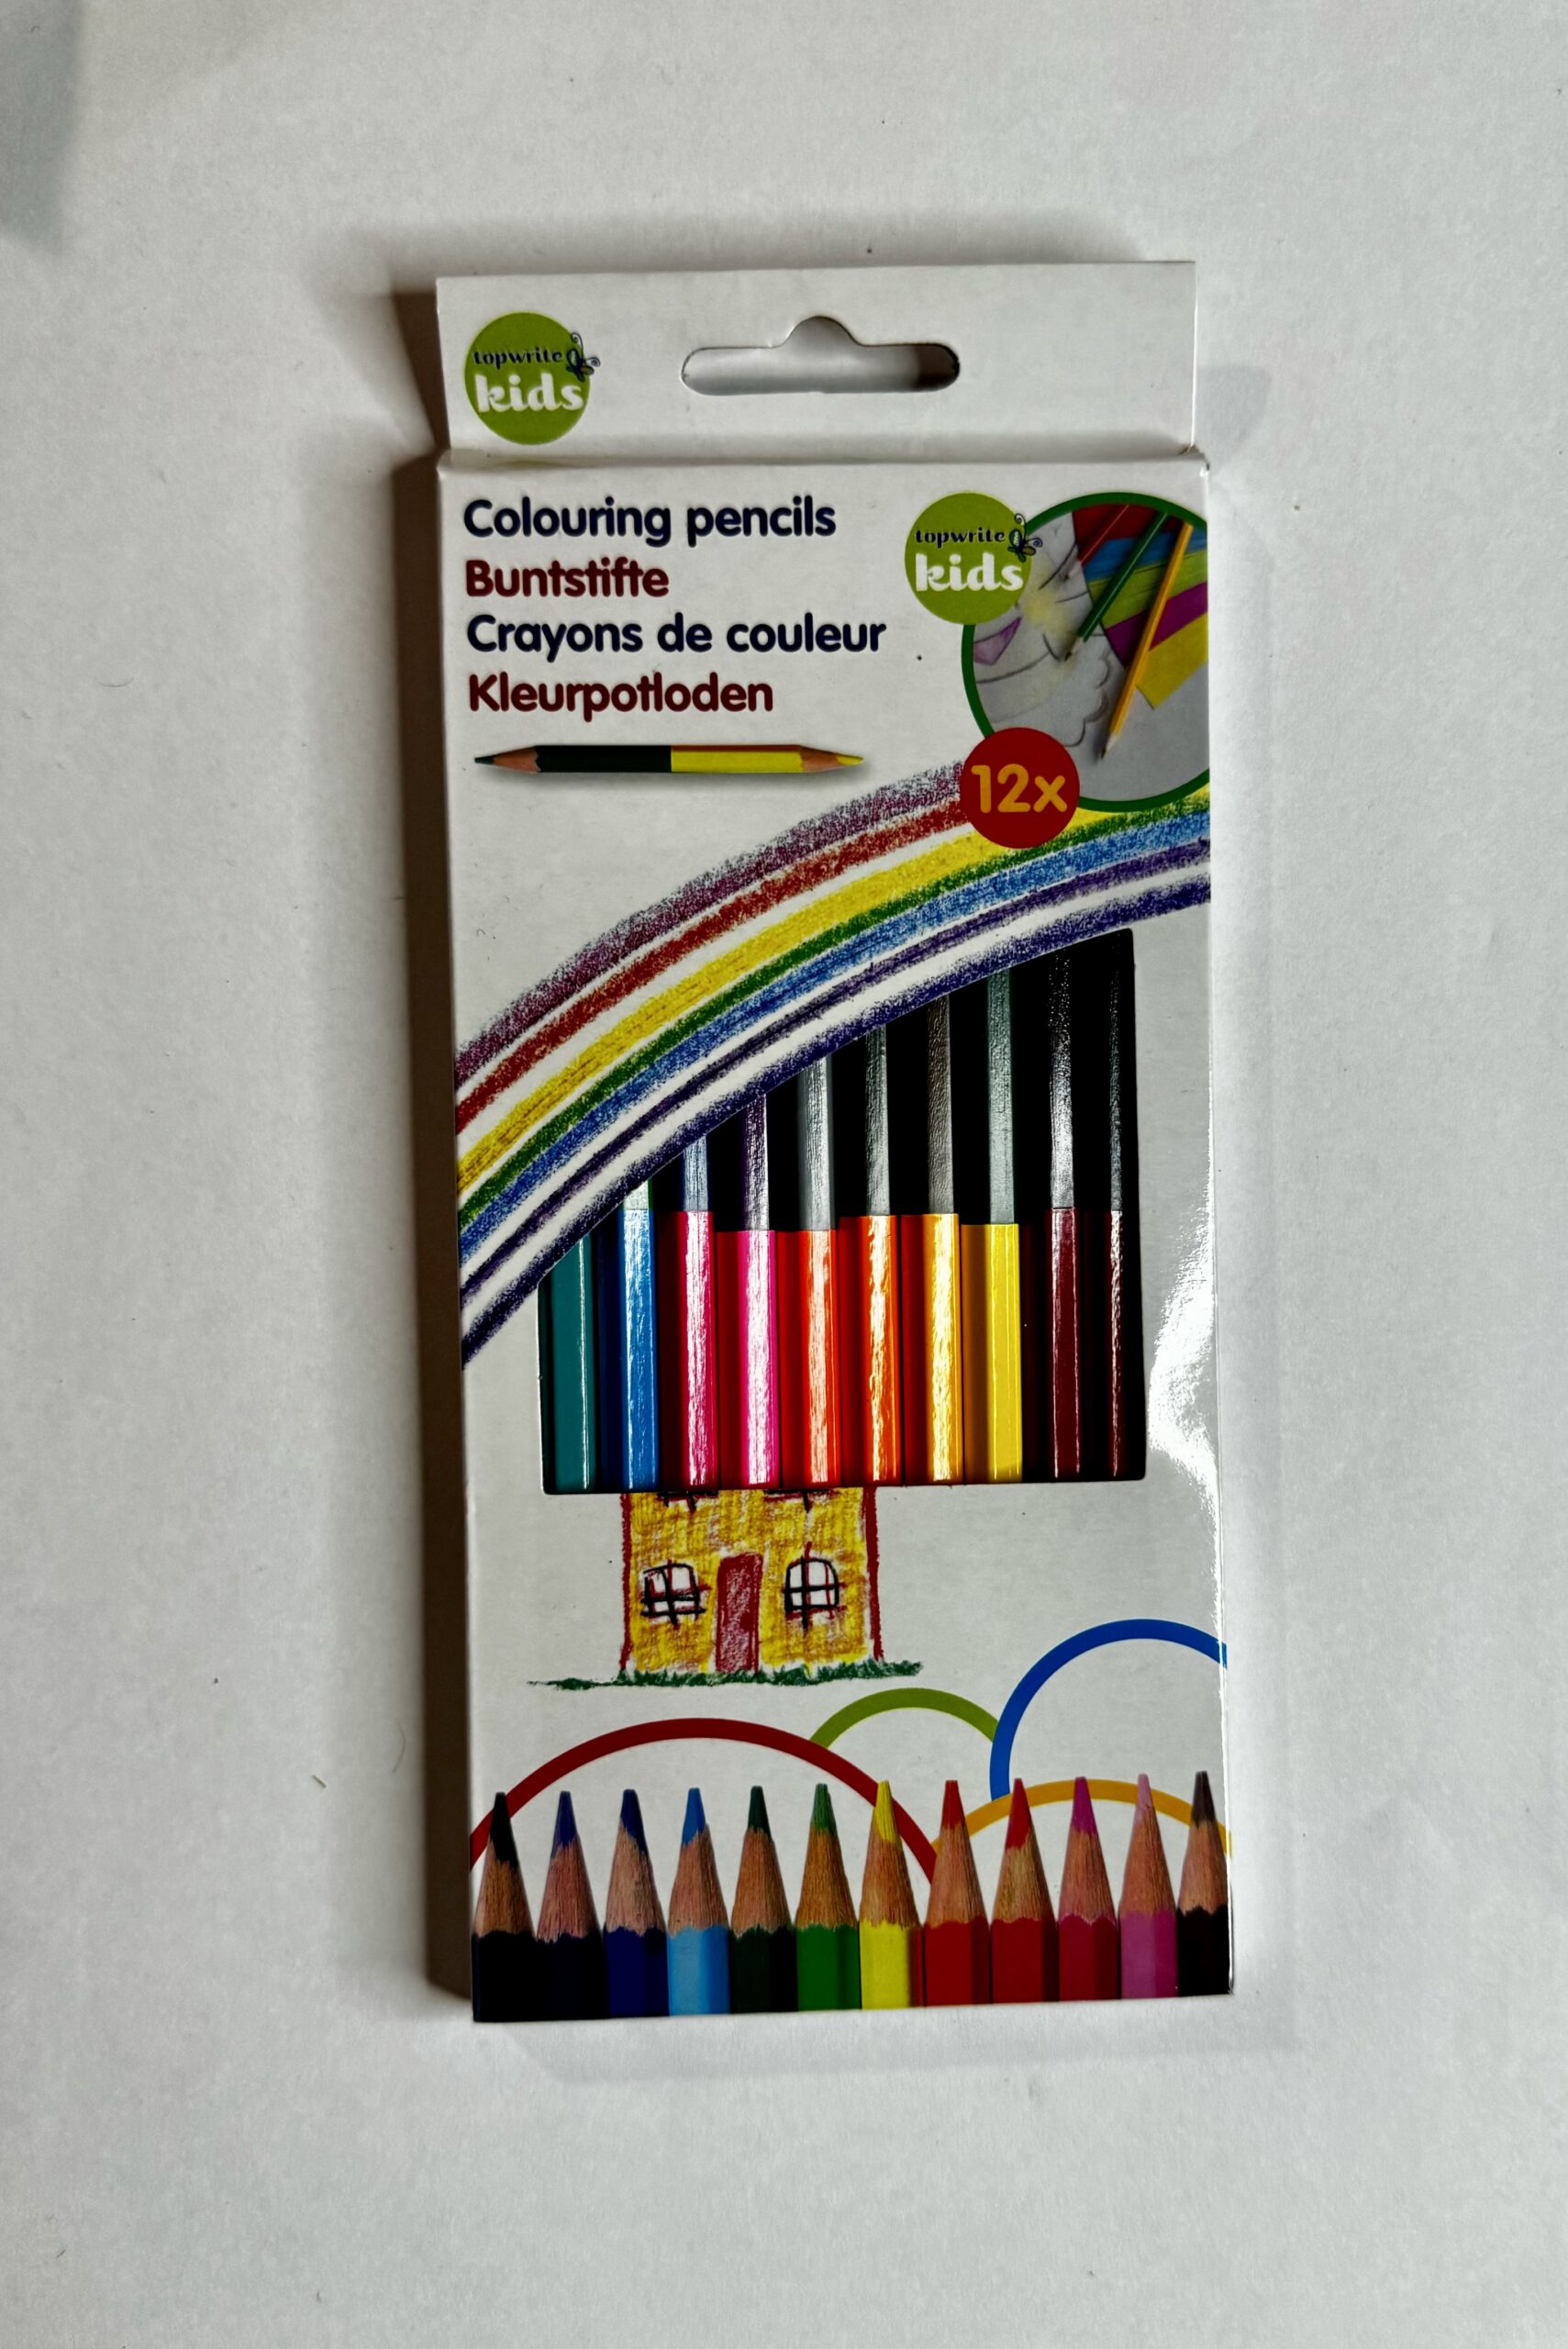 topwrite
kids
Colouring pencils
Buntstifte
Crayons de couleur
Kleurpotloden
topwrite
kids
12x